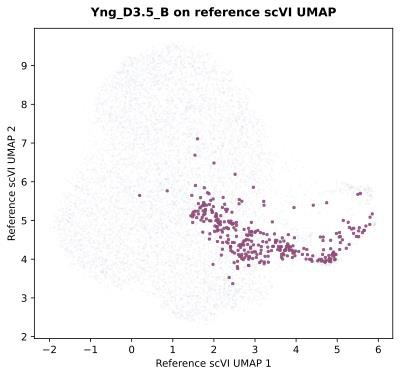 Yng_D3.5_B on reference scVI UMAP
9
8
7
6
5
4
3
2
Reference scVI UMAP 2
−2 −1 0 1 2 3 4 5 6
Reference scVI UMAP 1